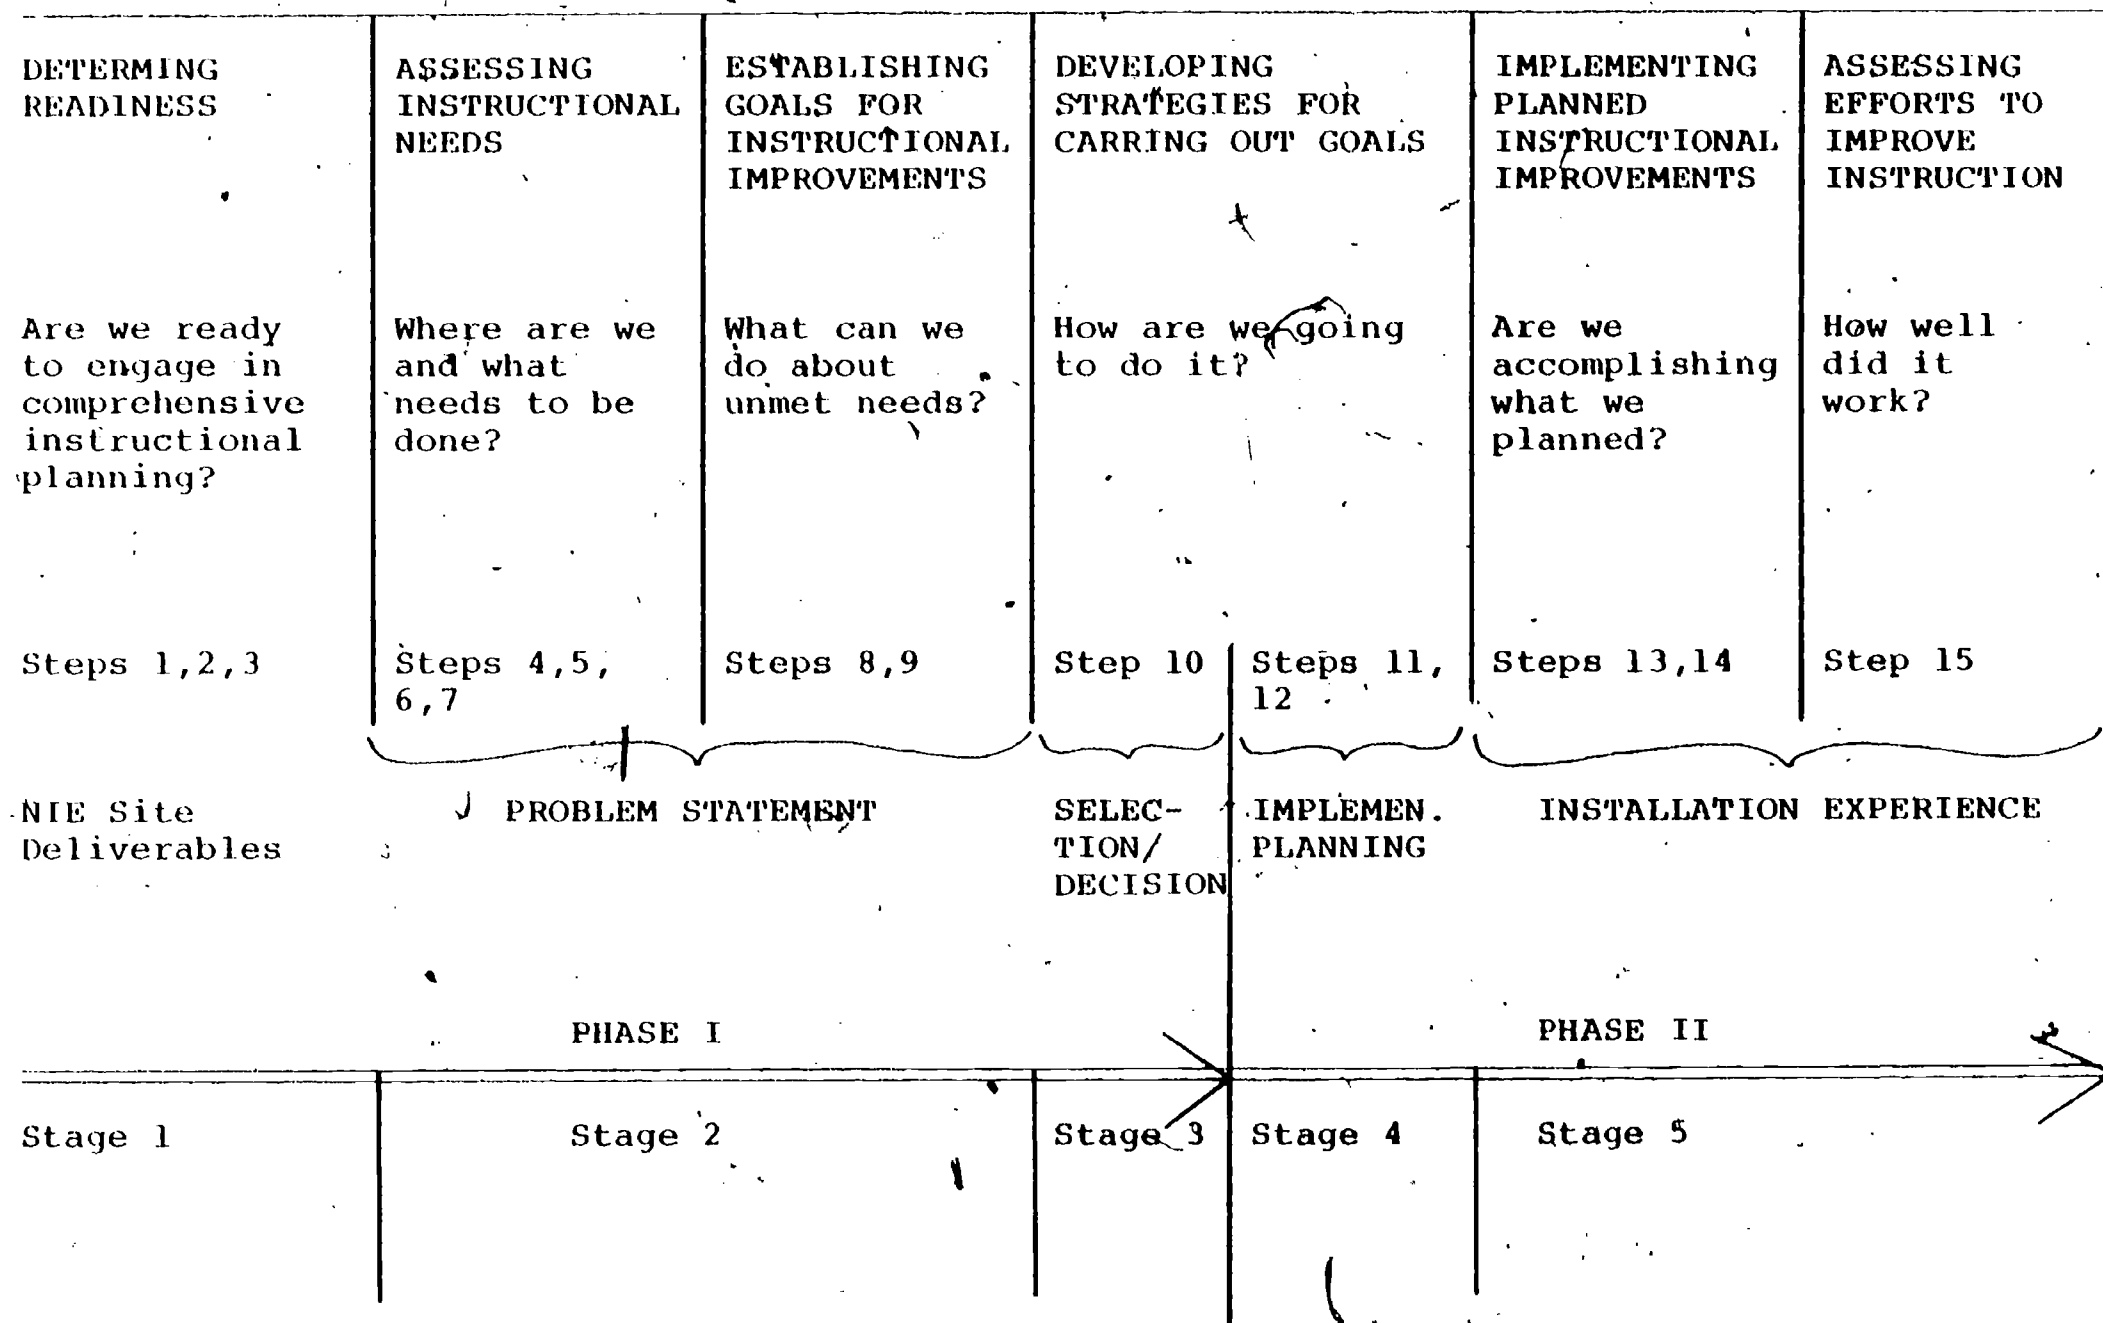 DETERMING
READINESS
ASSESSING
INSTRUCTIONAL
NEEDS
ESTABLISHING
GOALS FOR
INSTRUCTIONAL
IMPROVEMENTS
DEVELOPING
STRATEGIES FOR
CARRING OUT GOALS
IMPLEMENTING
PLANNED
INSTRUCTIONAL
IMPROVEMENTS
ASSESSING
EFFORTS TO
IMPROVE
INSTRUCTION
Are we ready
to engage in
comprehensive
instructional
planning?
Where are we
and what
needs to be
done?
What can we
do about
unmet needs?
How are we going
to do it?
Are we
accomplishing
what we
planned?
How well
did it
work?
Steps 1,2,3
Steps 4,5,
6,7
Steps 8,9
Step 10
Steps 11,
12
Steps 13,14
Step 15
NIE Site
Deliverables
PROBLEM STATEMENT
SELEC-
TION/
DECISION
IMPLEMEN.
PLANNING
INSTALLATION EXPERIENCE
PHASE I
PHASE II
Stage 1
Stage 2
Stage 3
Stage 4
Stage 5